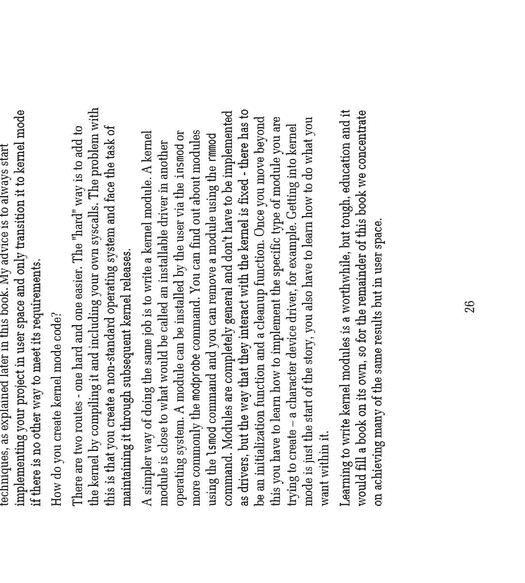 techniques, as explained later in this book. My advice is to always start
implementing your project in user space and only transition it to kernel mode
if there is no other way to meet its requirements.
How do you create kernel mode code?
There are two routes - one hard and one easier. The "hard" way is to add to
the kernel by compiling it and including your own syscalls. The problem with
this is that you create a non-standard operating system and face the task of
maintaining it through subsequent kernel releases.
A simpler way of doing the same job is to write a kernel module. A kernel
module is close to what would be called an installable driver in another
operating system. A module can be installed by the user via the insmod or
more commonly the modprobe command. You can find out about modules
using the lsmod command and you can remove a module using the rmmod
command. Modules are completely general and don't have to be implemented
as drivers, but the way that they interact with the kernel is fixed - there has to
be an initialization function and a cleanup function. Once you move beyond
this you have to learn how to implement the specific type of module you are
trying to create – a character device driver, for example. Getting into kernel
mode is just the start of the story, you also have to learn how to do what you
want within it.
Learning to write kernel modules is a worthwhile, but tough, education and it
would fill a book on its own, so for the remainder of this book we concentrate
on achieving many of the same results but in user space.
26